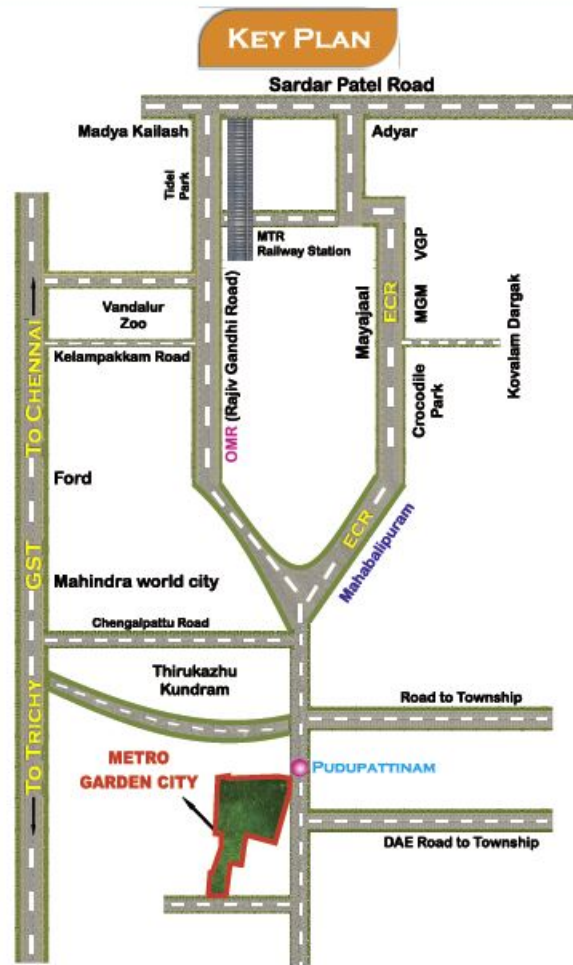 KEY PLAN
Sardar Patel Road
Madya Kailash
Adyar
Tidel
Park
MTR
Railway Station
VGP
MGM
ECR
Mayajaal
Kovalam Dargak
Crocodile
Park
OMR (Rajiv Gandhi Road)
Vandalur
Zoo
Kelampakkam Road
TO CHENNAI
Ford
GST
ECR
Mahabalipuram
Mahindra world city
Chengalpattu Road
Thirukazhu
Kundram
Road to Township
TO TRICHY
METRO
GARDEN CITY
PUDUPATTINAM
DAE Road to Township